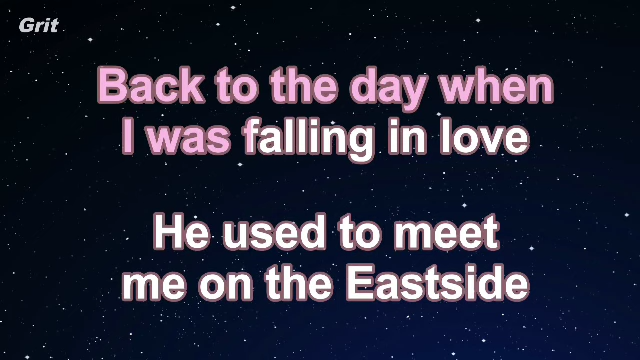 Grit
Back to the day when
I was falling in love
He used to meet
me on the Eastside